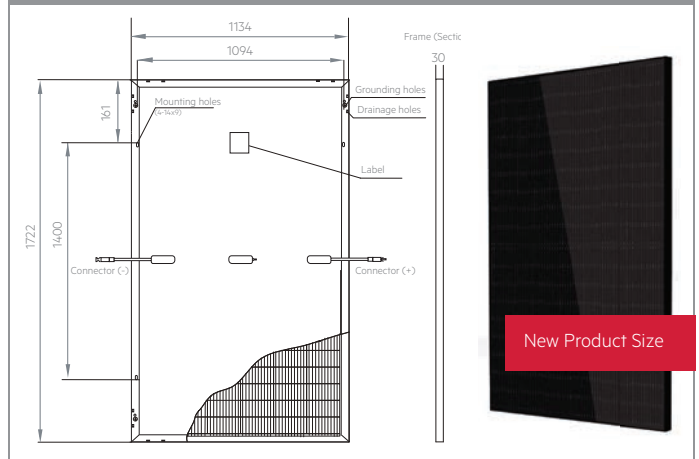 1134
1094
Frame (Sectic
30
Grounding holes
Mounting holes
(4-14x9)
Drainage holes
161
Label
1722
1400
Connector (-)
Connector (+)
New Product Size